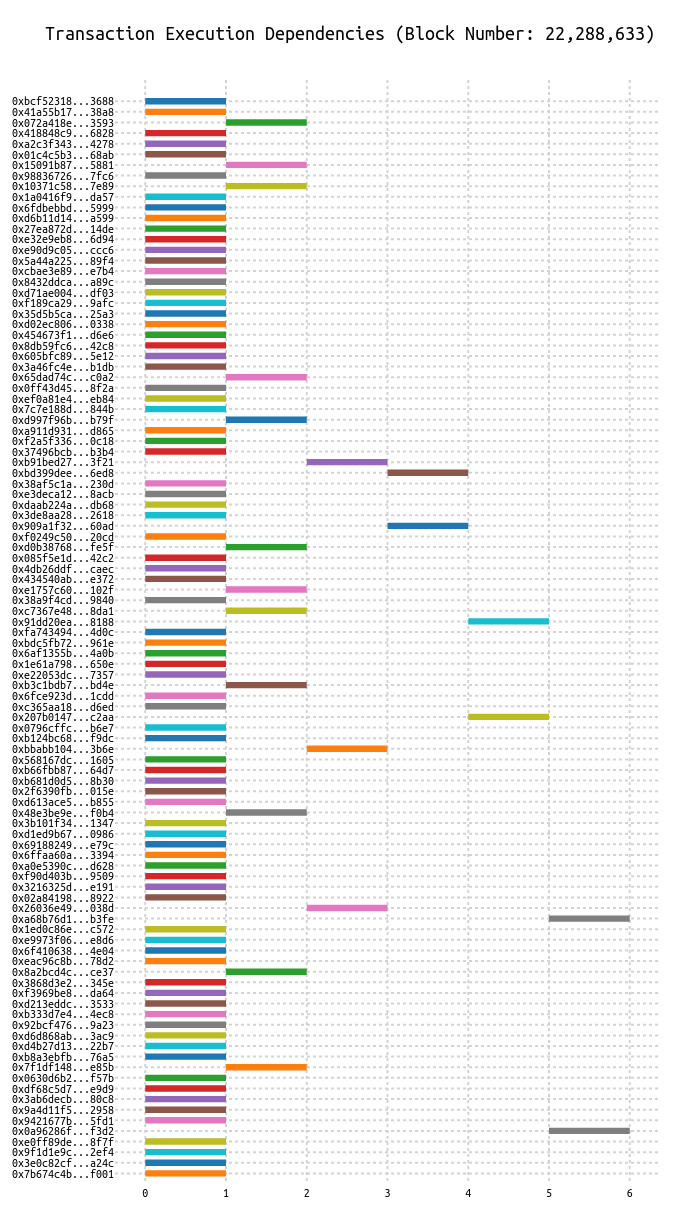 Transaction Execution Dependencies (Block Number: 22,288,633)
0xbcf52318...3688
0x41a55b17...38a8
0x072a418e...3593
0x418848c9...6828
0xa2c3f343...4278
0x01c4c5b3...68ab
0x15091b87...5881
0x98836726...7fc6
0x10371c58...7e89
0x1a0416f9...da57
0x6fdbebbd...5999
0xd6b11d14...a599
0x27ea872d...14de
0xe32e9eb8...6d94
0xe90d9c05...ccc6
0x5a44a225...89f4
0xcbae3e89...e7b4
0x8432ddca...a89c
0xd71ae004...df03
0xf189ca29...9afc
0x35d5b5ca...25a3
0xd02ec806...0338
0x454673f1...d6e6
0x8db59fc6...42c8
0x605bfc89...5e12
0x3a46fc4e...b1db
0x65dad74c...c0a2
0x0ff43d45...8f2a
0xef0a81e4...eb84
0x7c7e188d...844b
0xd997f96b...b79f
0xa911d931...d865
0xf2a5f336...0c18
0x37496bcb...b3b4
0xb91bed27...3f21
0xbd399dee...6ed8
0x38af5c1a...230d
0xe3deca12...8acb
0xdaab224a...db68
0x3de8aa28...2618
0x909a1f32...60ad
0xf0249c50...20cd
0xd0b38768...fe5f
0x085f5e1d...42c2
0x4db26ddf...caec
0x434540ab...e372
0xe1757c60...102f
0x38a9f4cd...9840
0xc7367e48...8da1
0x91dd20ea...8188
0xfa743494...4d0c
0xbdc5fb72...961e
0x6af1355b...4a0b
0x1e61a798...650e
0xe22053dc...7357
0xb3c1bdb7...bd4e
0x6fce923d...1cdd
0xc365aa18...d6ed
0x207b0147...c2aa
0x0796cffc...b6e7
0xb124bc68...f9dc
0xbbabb104...3b6e
0x568167dc...1605
0xb66fbb87...64d7
0xb681d0d5...8b30
0x2f6390fb...015e
0xd613ace5...b855
0x48e3be9e...f0b4
0x3b101f34...1347
0xd1ed9b67...0986
0x69188249...e79c
0x6ffaa60a...3394
0xa0e5390c...d628
0xf90d403b...9509
0x3216325d...e191
0x02a84198...8922
0x26036e49...038d
0xa68b76d1...b3fe
0x1ed0c86e...c572
0xe9973f06...e8d6
0x6f410638...4e04
0xeac96c8b...78d2
0x8a2bcd4c...ce37
0x3868d3e2...345e
0xf3969be8...da64
0xd213eddc...3533
0xb333d7e4...4ec8
0x92bcf476...9a23
0xd6d868ab...3ac9
0xd4b27d13...22b7
0xb8a3ebfb...76a5
0x7f1df148...e85b
0x0630d6b2...f57b
0xdf68c5d7...e9d9
0x3ab6decb...80c8
0x9a4d11f5...2958
0x9421677b...5fd1
0x0a96286f...f3d2
0xe0ff89de...8f7f
0x9f1d1e9c...2ef4
0x3e0c82cf...a24c
0x7b674c4b...f001
0 1 2 3 4 5 6